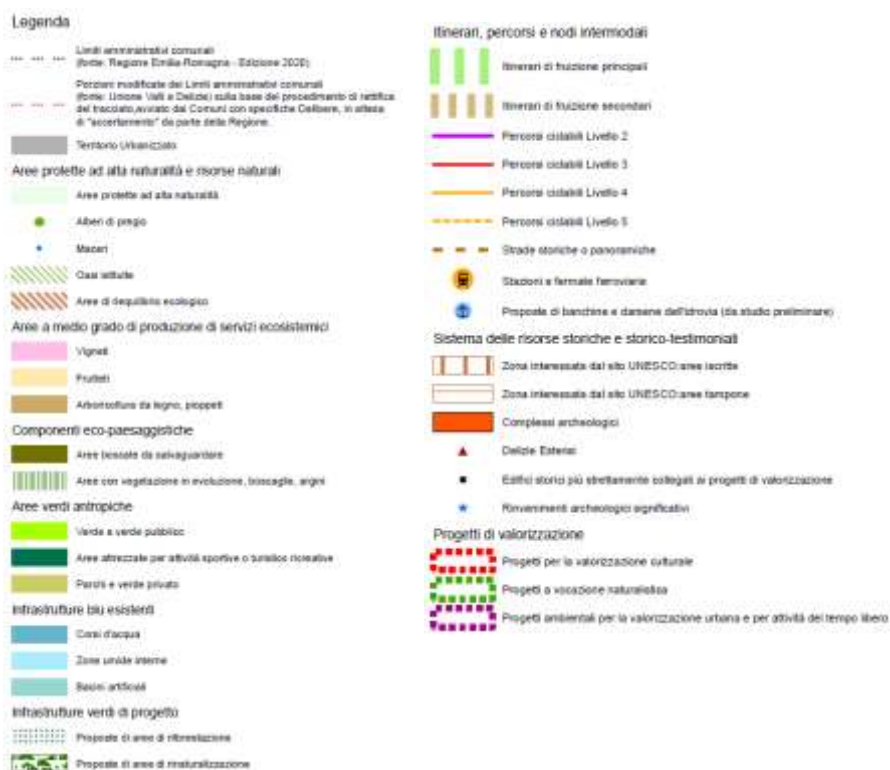 Legenda
Limiti amministrativi comunali
(fonte: Regione Emilia-Romagna - Edizione 2020)
Porzioni modificate dei Limiti amministrativi comunali
(fonte: Unione Valli e Delizie) sulla base del procedimento di rettifica
del tracciato,avviato dai Comuni con specifiche Delibere, in attesa
di "accertamento" da parte della Regione.
Territorio Urbanizzato
Aree protette ad alta naturalità e risorse naturali
Aree protette ad alta naturalità
Alberi di pregio
Maceri
Oasi istituite
Aree di riequilibrio ecologico
Aree a medio grado di produzione di servizi ecosistemici
Vigneti
Frutteti
Arboricoltura da legno, pioppeti
Componenti eco-paesaggistiche
Aree boscate da salvaguardare
Aree con vegetazione in evoluzione, boscaglie, argini
Aree verdi antropiche
Verde e verde pubblico
Aree attrezzate per attività sportive o turistico ricreative
Parchi e verde privato
Infrastrutture blu esistenti
Corsi d'acqua
Zone umide interne
Bacini artificiali
Infrastrutture verdi di progetto
Proposte di aree di riforestazione
Proposte di aree di rinaturalizzazione
Itinerari, percorsi e nodi intermodali
Itinerari di fruizione principali
Itinerari di fruizione secondari
Percorsi ciclabili Livello 2
Percorsi ciclabili Livello 3
Percorsi ciclabili Livello 4
Percorsi ciclabili Livello 5
Strade storiche o panoramiche
Stazioni e fermate ferroviarie
Proposte di banchine e darsene dell'idrovia (da studio preliminare)
Sistema delle risorse storiche e storico-testimoniali
Zona interessata dal sito UNESCO:aree iscritte
Zona interessata dal sito UNESCO:aree tampone
Complessi archeologici
Delizie Estensi
Edifici storici più strettamente collegati ai progetti di valorizzazione
Rinvenimenti archeologici significativi
Progetti di valorizzazione
Progetti per la valorizzazione culturale
Progetti a vocazione naturalistica
Progetti ambientali per la valorizzazione urbana e per attività del tempo libero